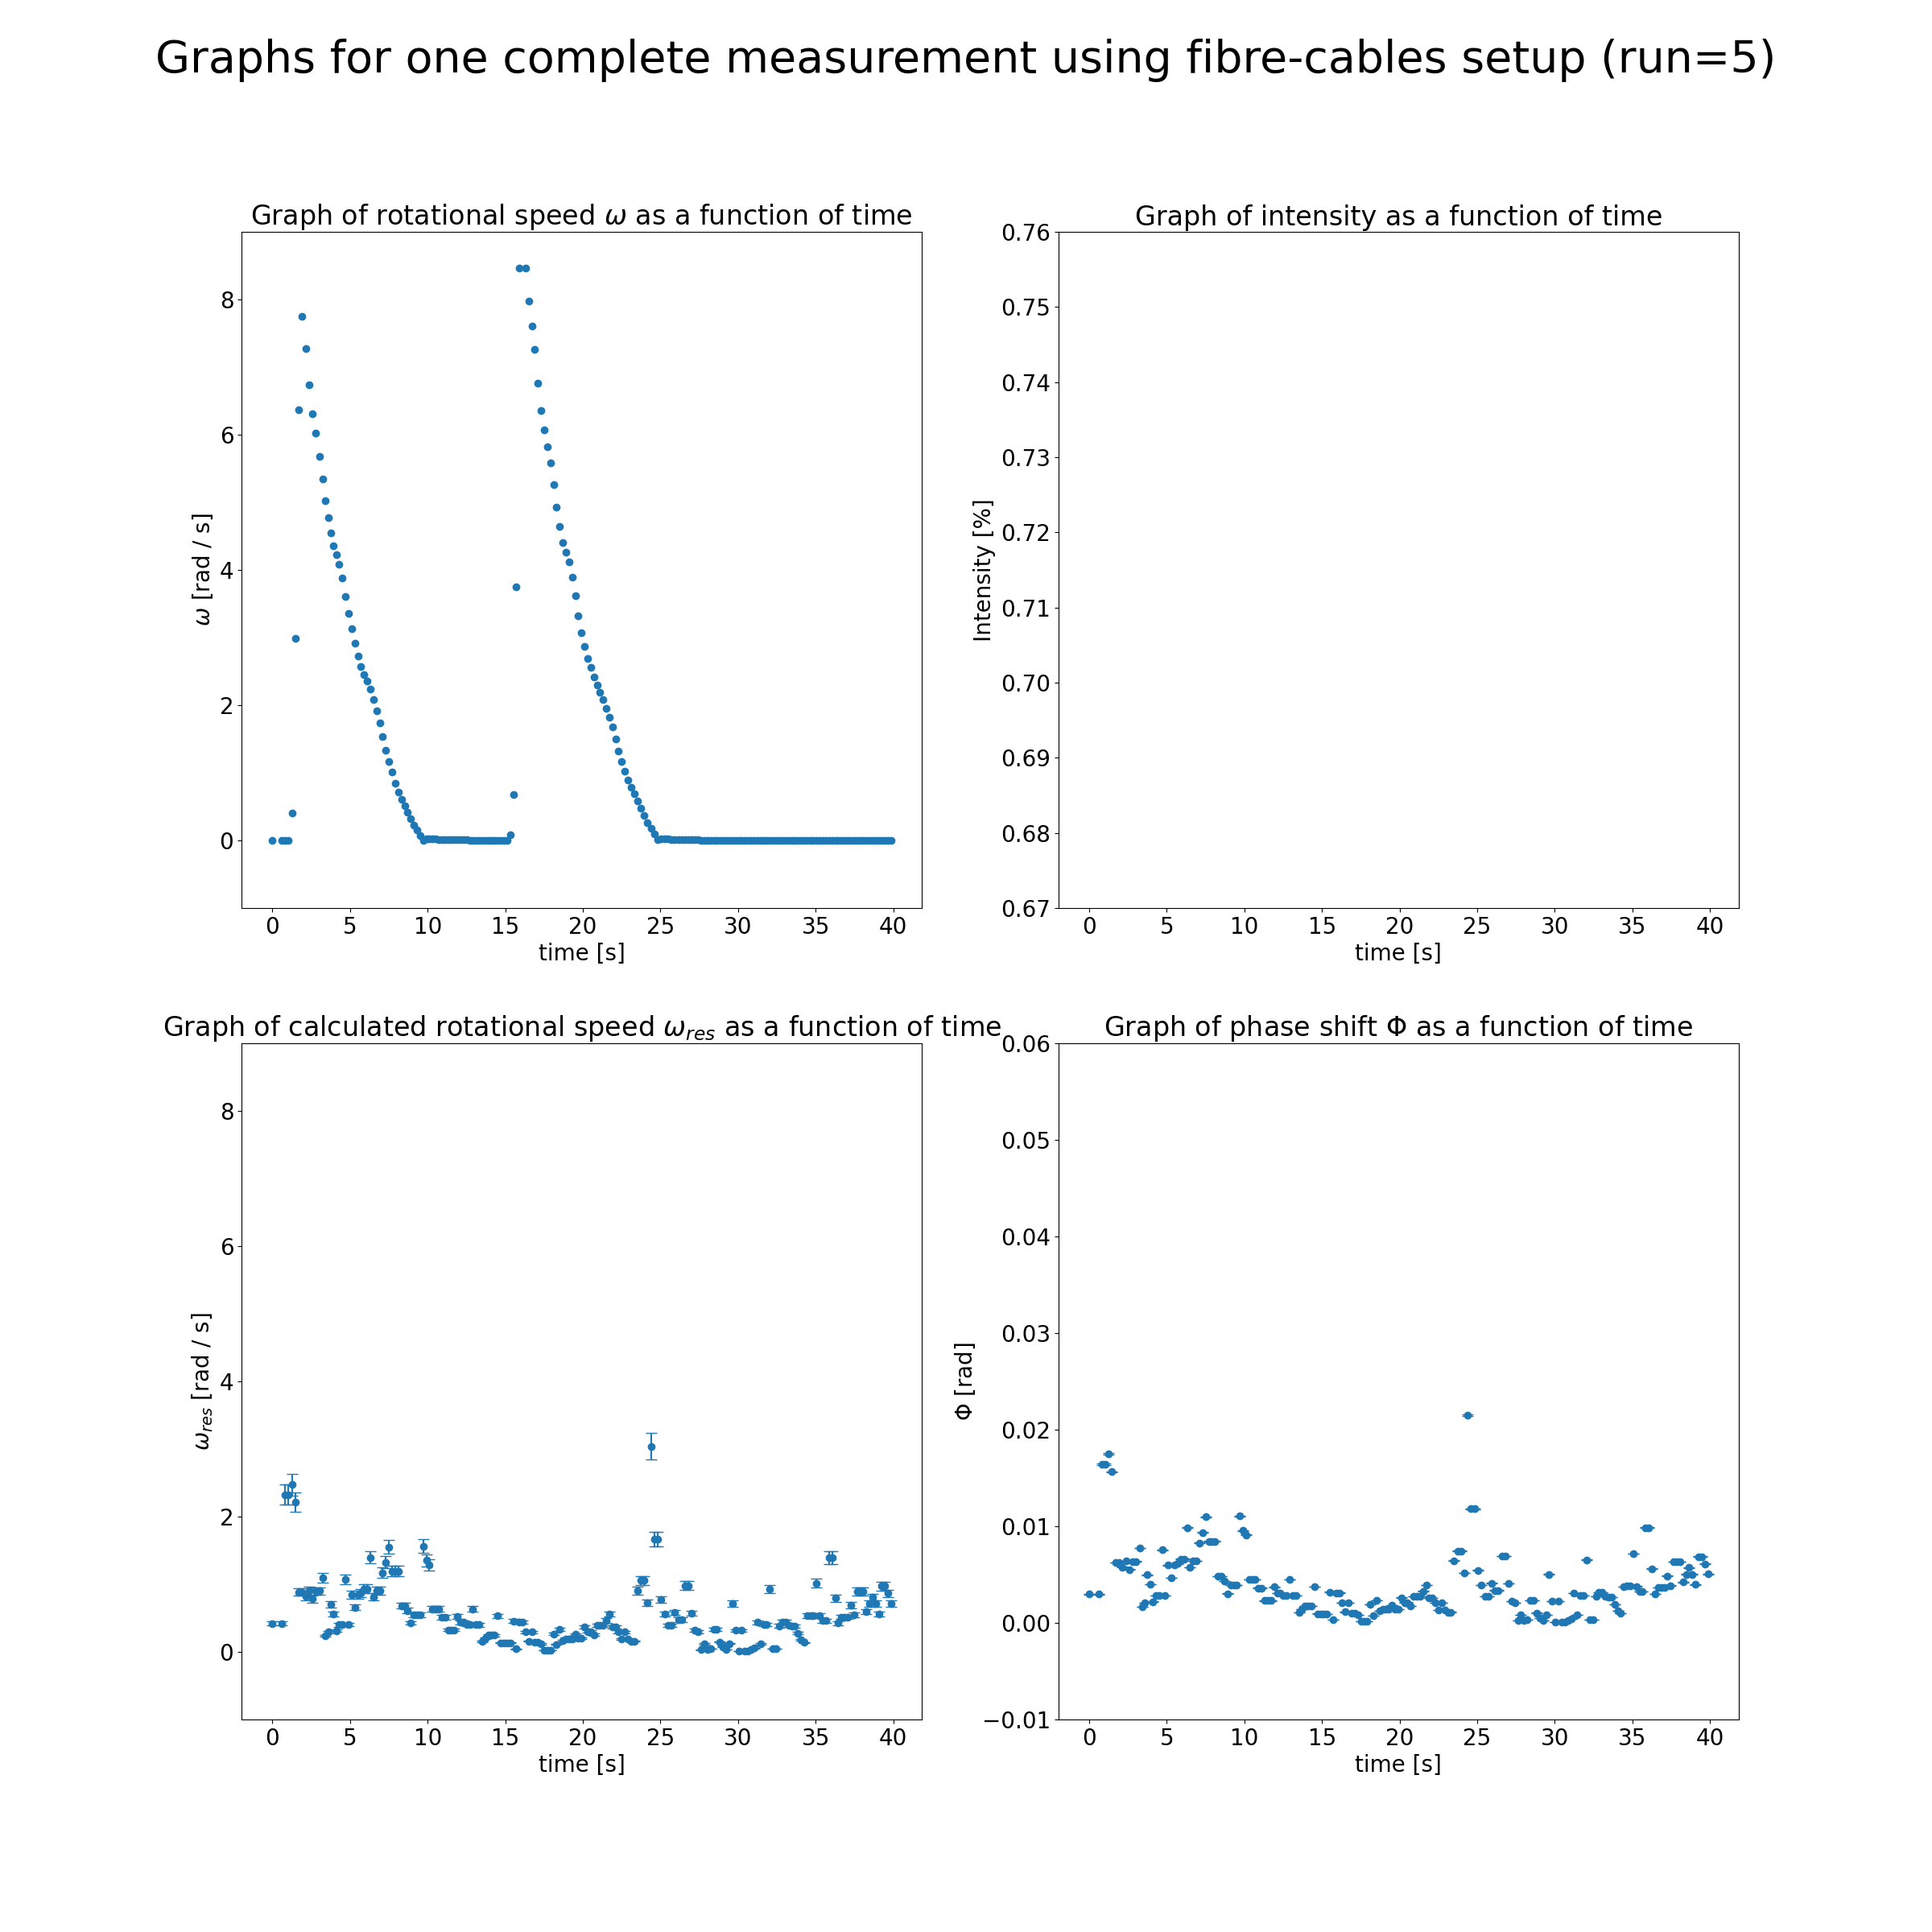 Graphs for one complete measurement using fibre-cables setup (run=5)
Graph of rotational speed ω as a function of time
8
6
4
2
0
ω [rad / s]
0 5 10 15 20 25 30 35 40
time [s]
Graph of intensity as a function of time
0.76
0.75
0.74
0.73
0.72
0.71
0.70
0.69
0.68
0.67
Intensity [%]
0 5 10 15 20 25 30 35 40
time [s]
Graph of calculated rotational speed ω_res as a function of time
8
6
4
2
0
ω_res [rad / s]
0 5 10 15 20 25 30 35 40
time [s]
Graph of phase shift Φ as a function of time
0.06
0.05
0.04
0.03
0.02
0.01
0.00
−0.01
Φ [rad]
0 5 10 15 20 25 30 35 40
time [s]